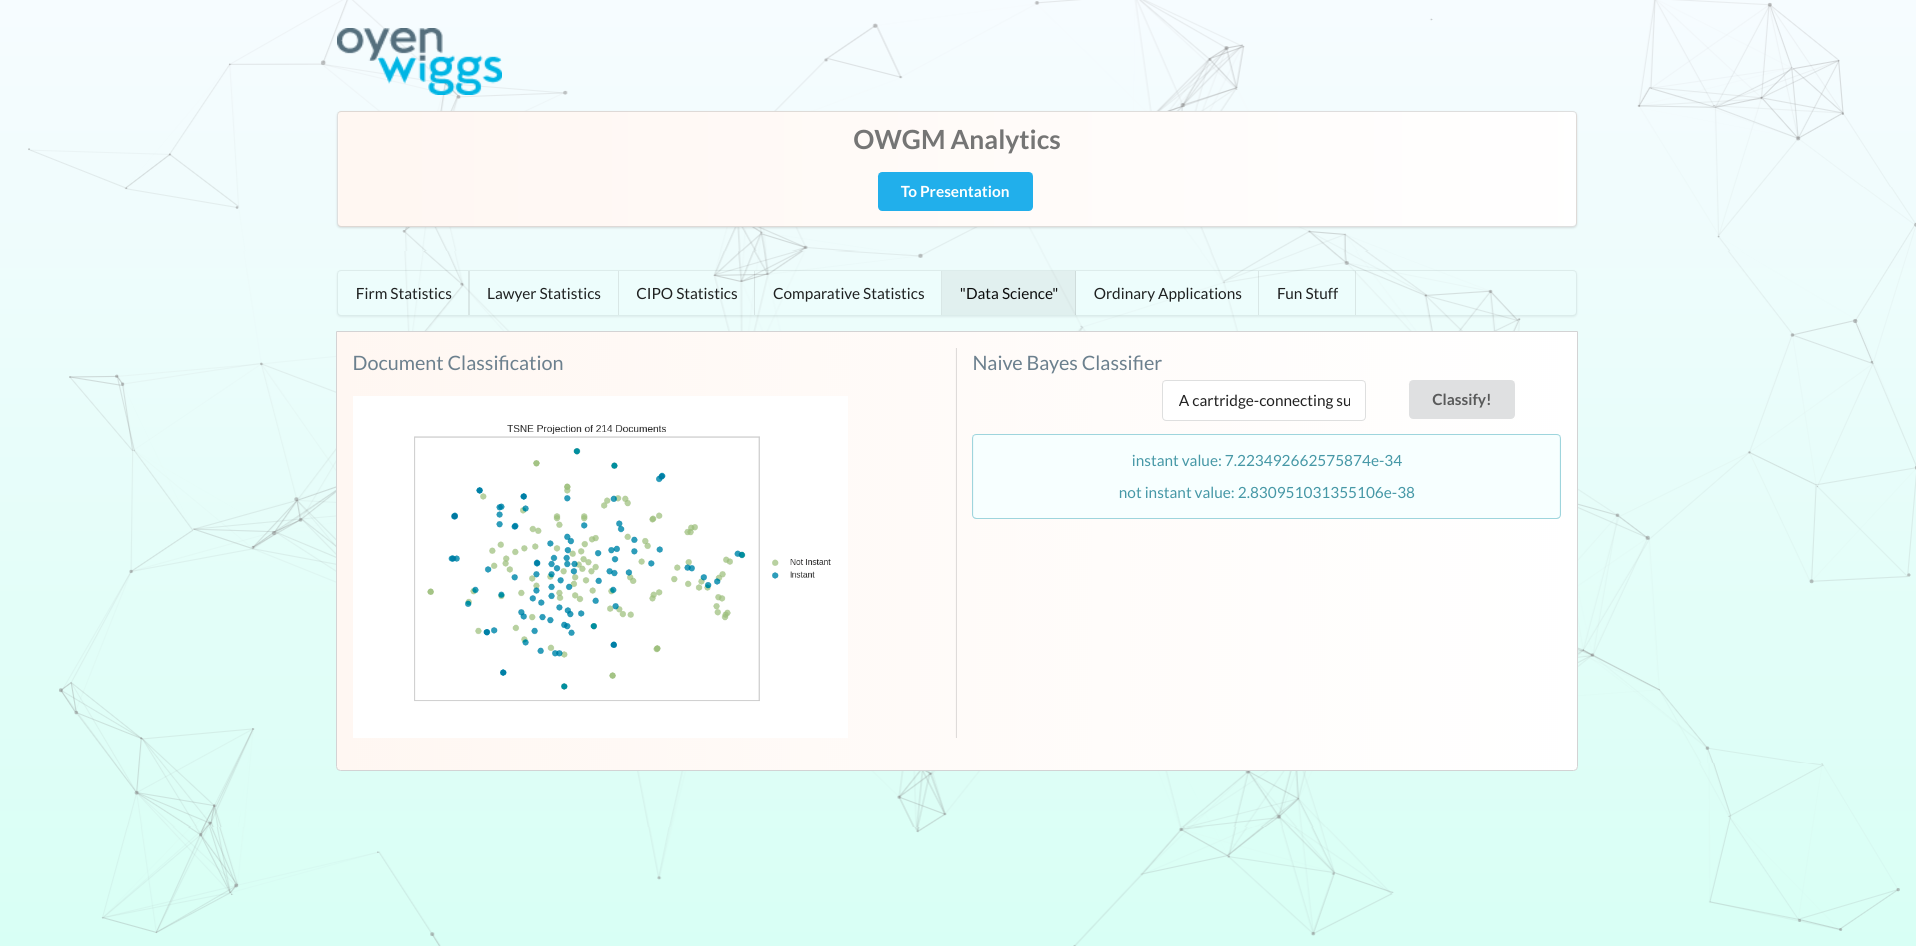 oyen
wiggs
OWGM Analytics
To Presentation
Firm Statistics
Lawyer Statistics
CIPO Statistics
Comparative Statistics
"Data Science"
Ordinary Applications
Fun Stuff
Document Classification
TSNE Projection of 214 Documents
Not Instant
Instant
Naive Bayes Classifier
A cartridge-connecting su
Classify!
instant value: 7.223492662575874e-34
not instant value: 2.830951031355106e-38